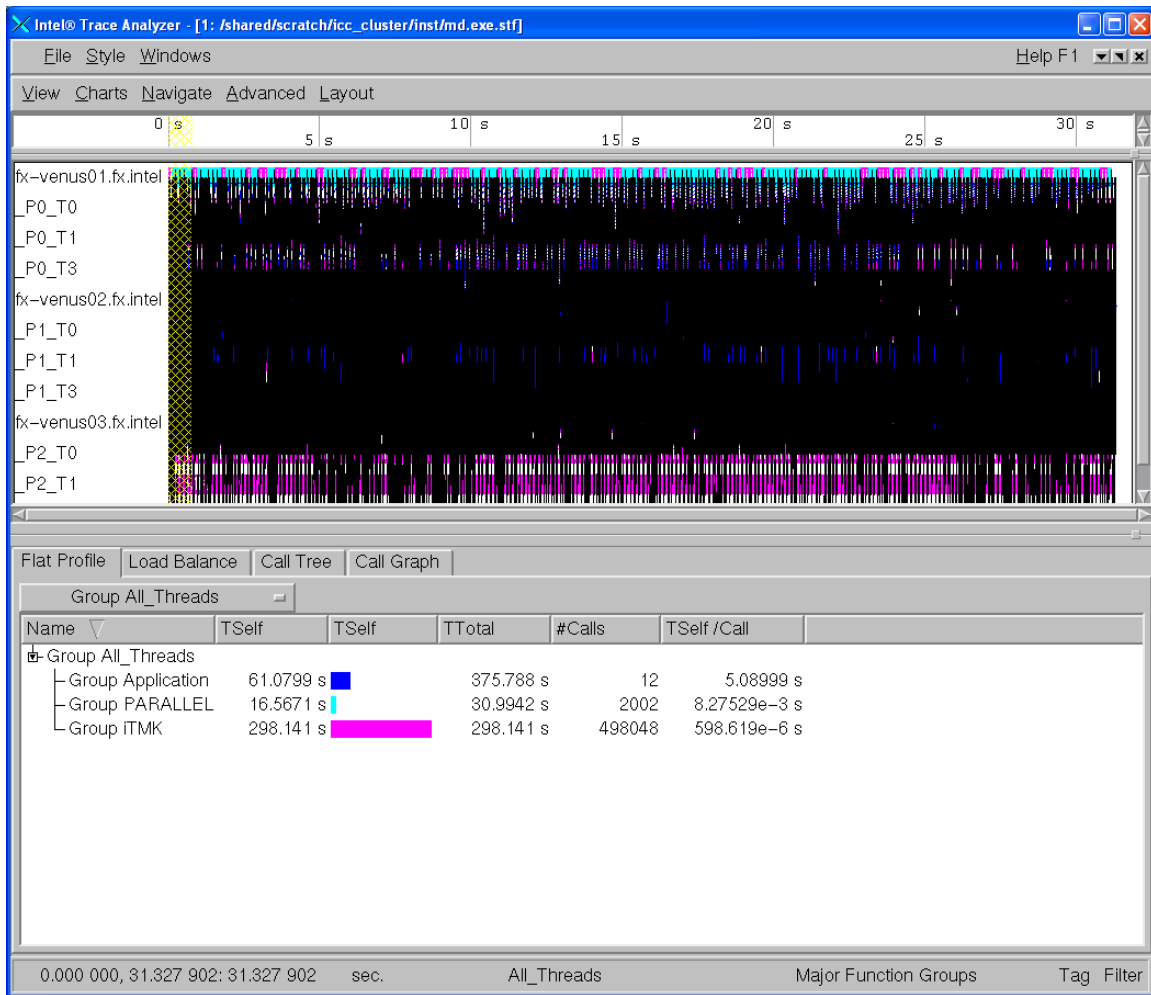 Intel® Trace Analyzer - [1: /shared/scratch/icc_cluster/inst/md.exe.stf]
File Style Windows Help F1
View Charts Navigate Advanced Layout
0 s 10 s 20 s 30 s
5 s 15 s 25 s
fx-venus01.fx.intel
_P0_T0
_P0_T1
_P0_T3
fx-venus02.fx.intel
_P1_T0
_P1_T1
_P1_T3
fx-venus03.fx.intel
_P2_T0
_P2_T1
Flat Profile Load Balance Call Tree Call Graph
Group All_Threads
Name TSelf TSelf TTotal #Calls TSelf /Call
Group All_Threads
Group Application 61.0799 s 375.788 s 12 5.08999 s
Group PARALLEL 16.5671 s 30.9942 s 2002 8.27529e-3 s
Group iTMK 298.141 s 298.141 s 498048 598.619e-6 s
0.000 000, 31.327 902: 31.327 902 sec. All_Threads Major Function Groups Tag Filter